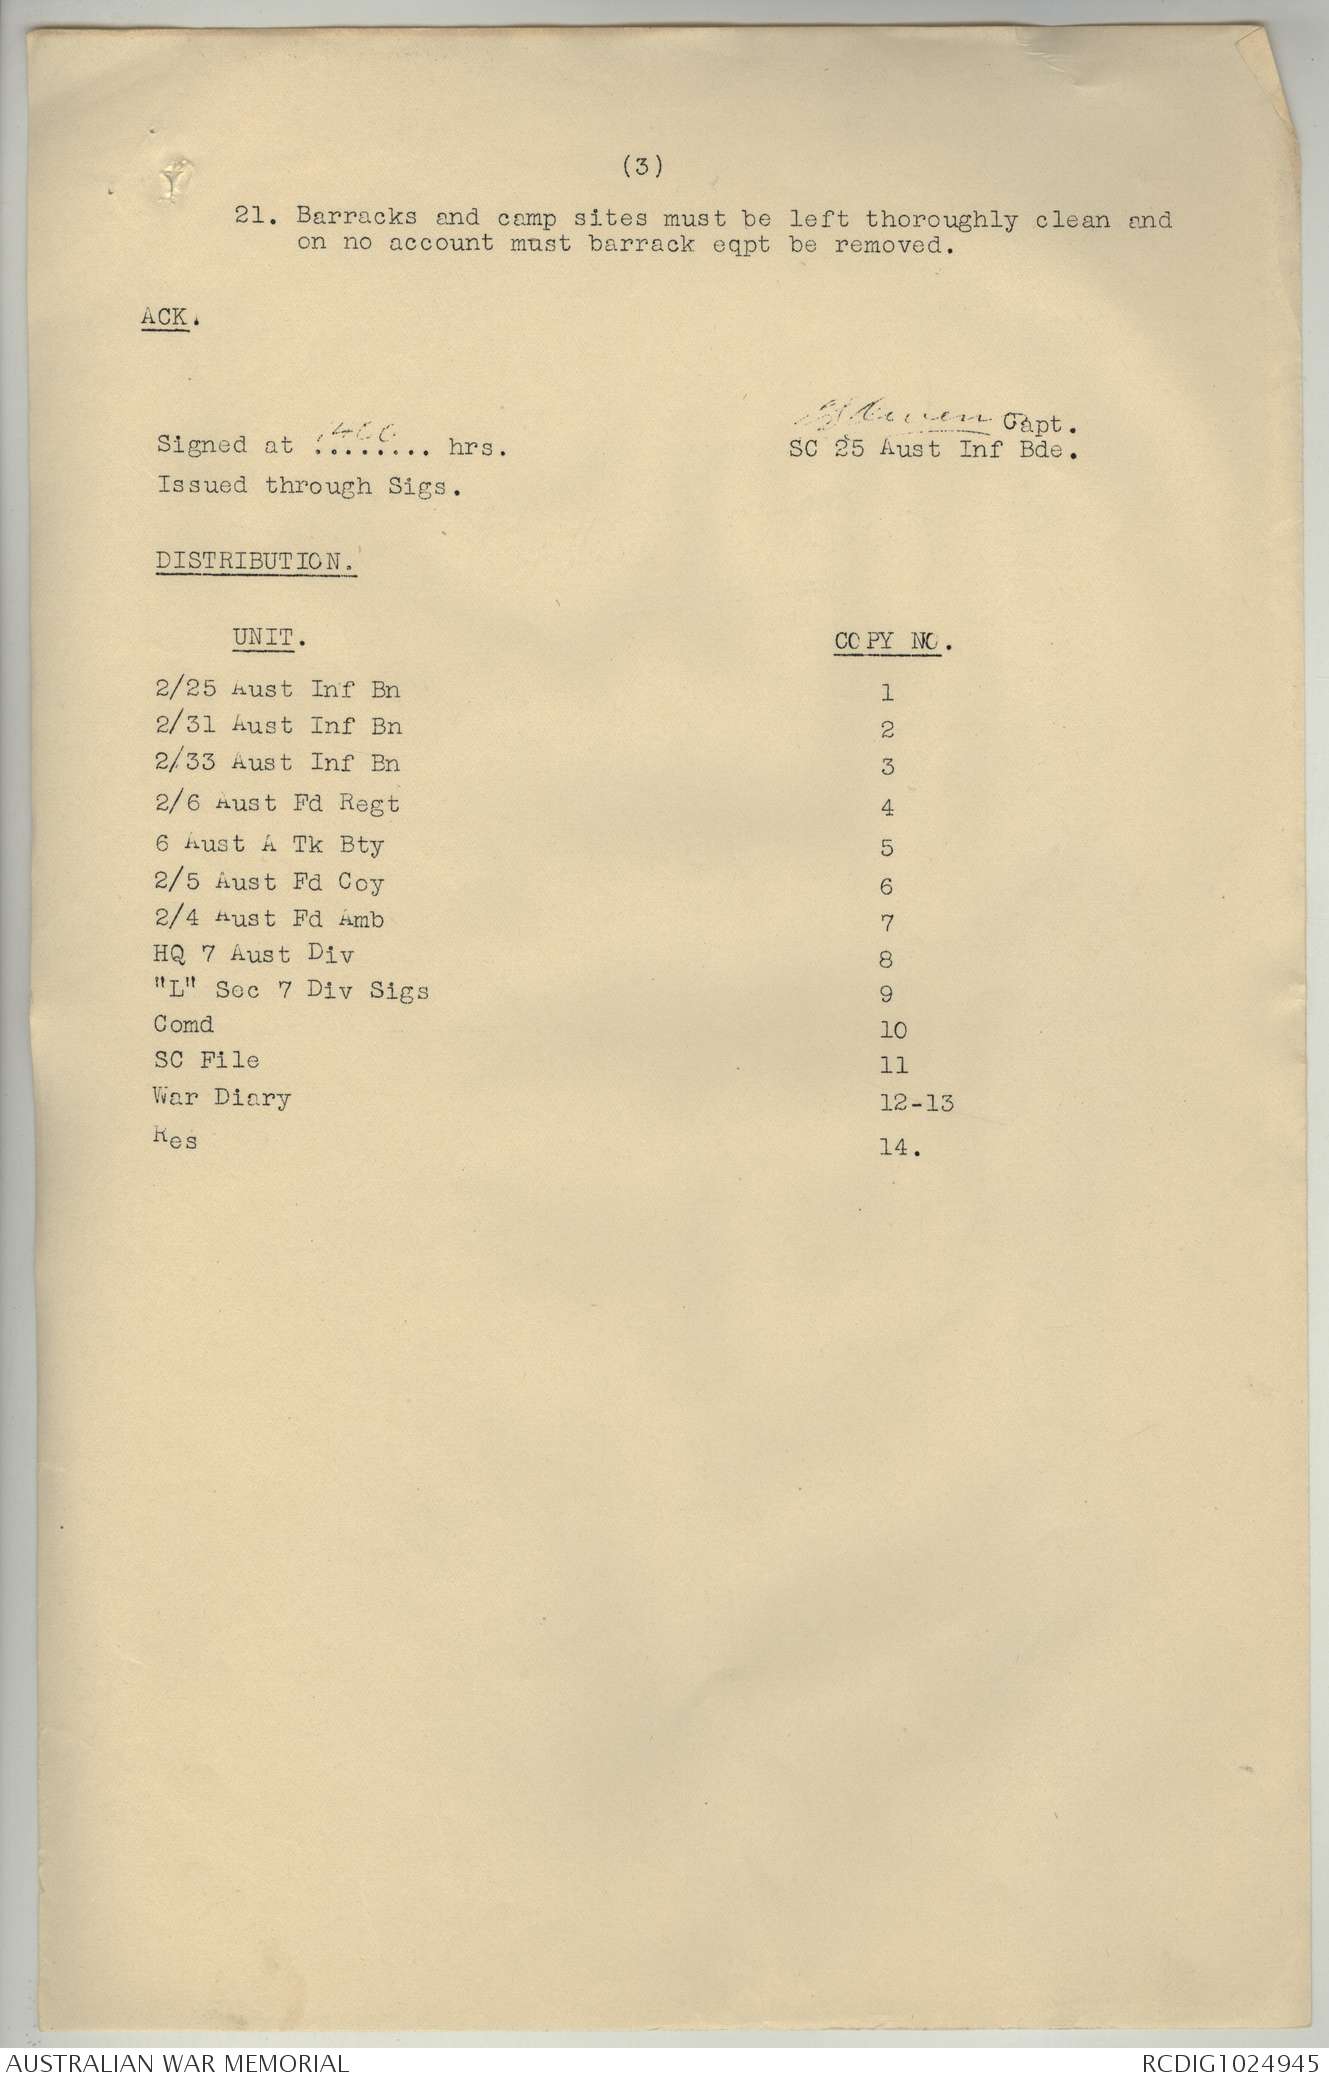 (3)
21. Barracks and camp sites must be left thoroughly clean and
on no account must barrack eqpt be removed.
ACK.
Capt.
Signed at 1400 hrs.
SC 25 Aust Inf Bde.
Issued through Sigs.
DISTRIBUTION.
UNIT. COPY NO.
2/25 Aust Inf Bn 1
2/31 Aust Inf Bn 2
2/33 Aust Inf Bn 3
2/6 Aust Fd Regt 4
6 Aust A Tk Bty 5
2/5 Aust Fd Coy 6
2/4 Aust Fd Amb 7
HQ 7 Aust Div 8
"L" Sec 7 Div Sigs 9
Comd 10
SC File 11
War Diary 12-13
Res 14.
AUSTRALIAN WAR MEMORIAL RCDIG1024945